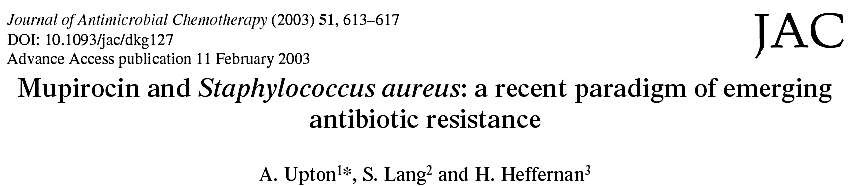 Journal of Antimicrobial Chemotherapy (2003) 51, 613–617
DOI: 10.1093/jac/dkg127
Advance Access publication 11 February 2003
JAC
Mupirocin and Staphylococcus aureus: a recent paradigm of emerging
antibiotic resistance
A. Upton¹*, S. Lang² and H. Heffernan³